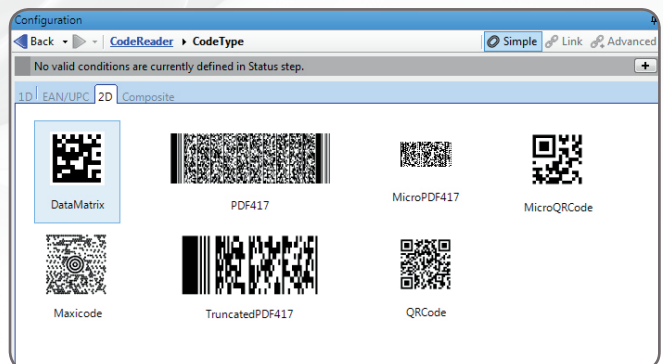 Configuration
Back CodeReader CodeType Simple Link Advanced
No valid conditions are currently defined in Status step. +
1D EAN/UPC 2D Composite
DataMatrix PDF417 MicroPDF417 MicroQRCode
Maxicode TruncatedPDF417 QRCode